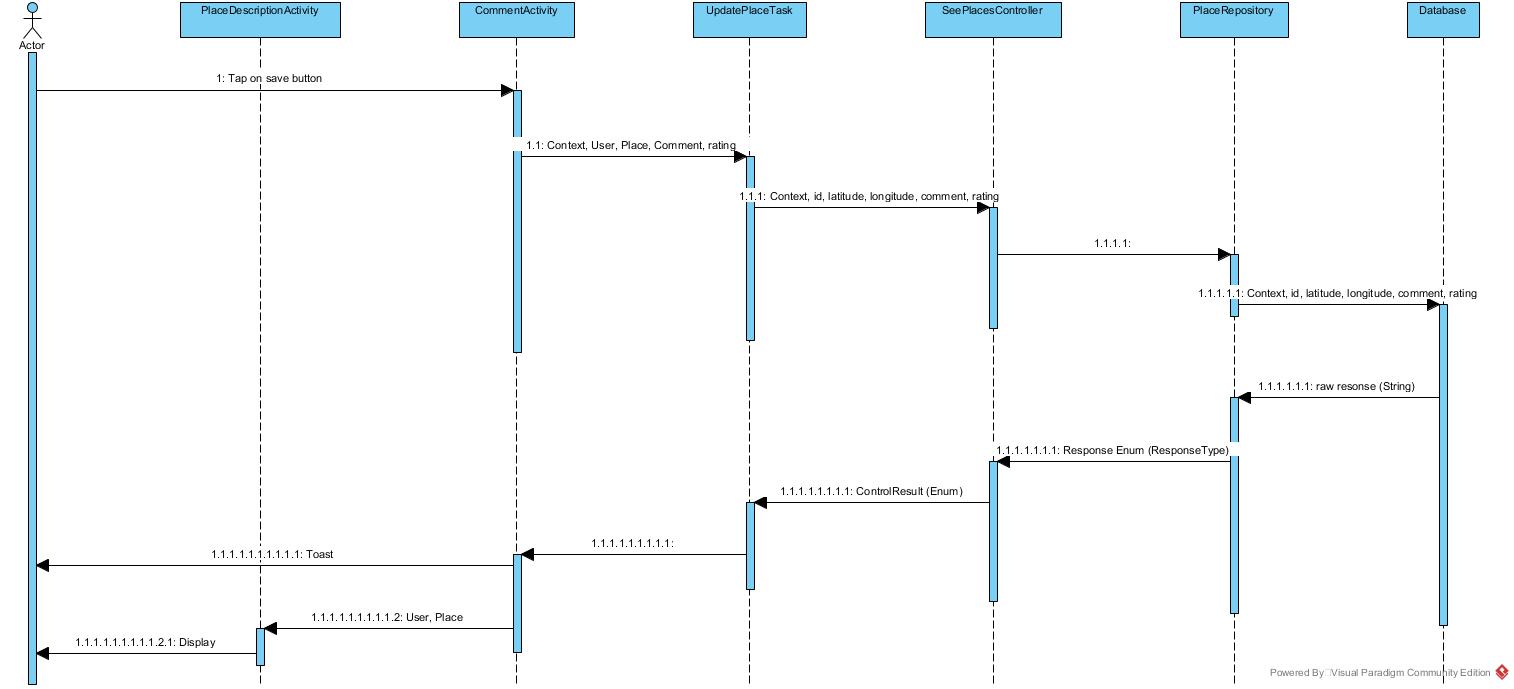 PlaceDescriptionActivity
CommentActivity
UpdatePlaceTask
SeePlacesController
PlaceRepository
Database
Actor
1: Tap on save button
1.1: Context, User, Place, Comment, rating
1.1.1: Context, id, latitude, longitude, comment, rating
1.1.1.1:
1.1.1.1.1: Context, id, latitude, longitude, comment, rating
1.1.1.1.1.1: raw resonse (String)
1.1.1.1.1.1.1: Response Enum (ResponseType)
1.1.1.1.1.1.1.1: ControlResult (Enum)
1.1.1.1.1.1.1.1.1:
1.1.1.1.1.1.1.1.1.1: Toast
1.1.1.1.1.1.1.1.1.2: User, Place
1.1.1.1.1.1.1.1.1.2.1: Display
Powered By Visual Paradigm Community Edition